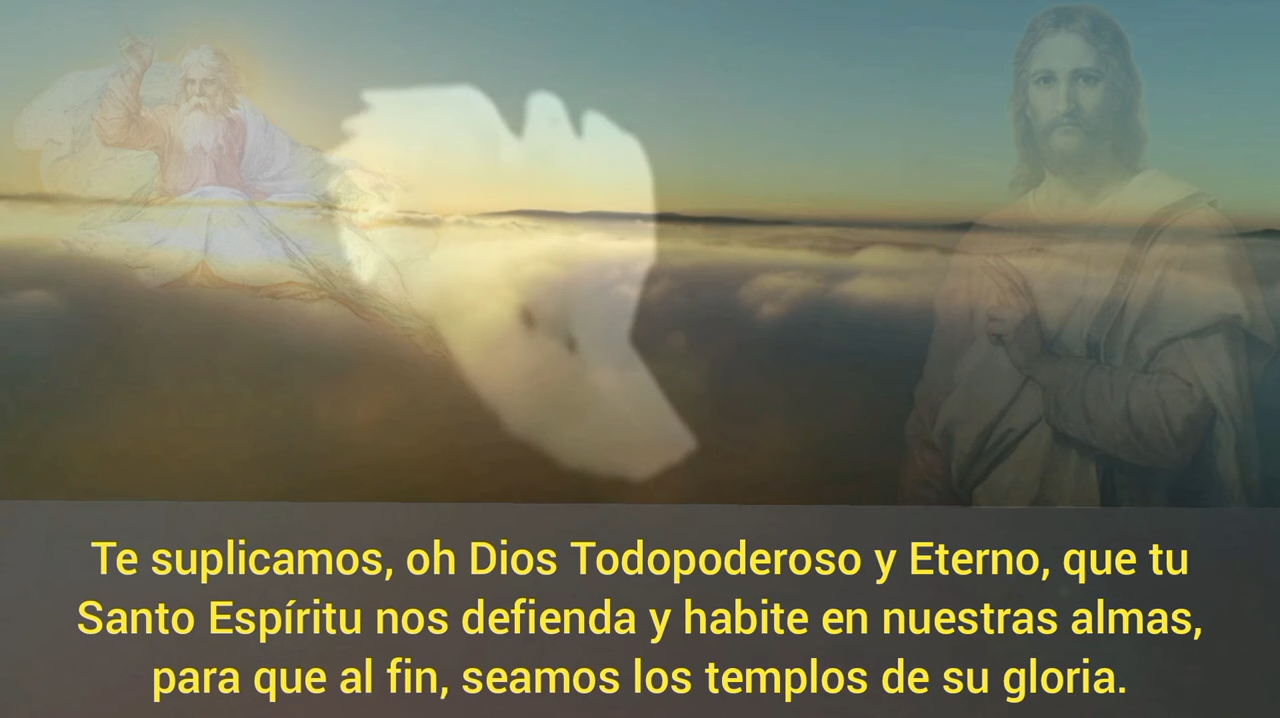 Te suplicamos, oh Dios Todopoderoso y Eterno, que tu
Santo Espíritu nos defienda y habite en nuestras almas,
para que al fin, seamos los templos de su gloria.